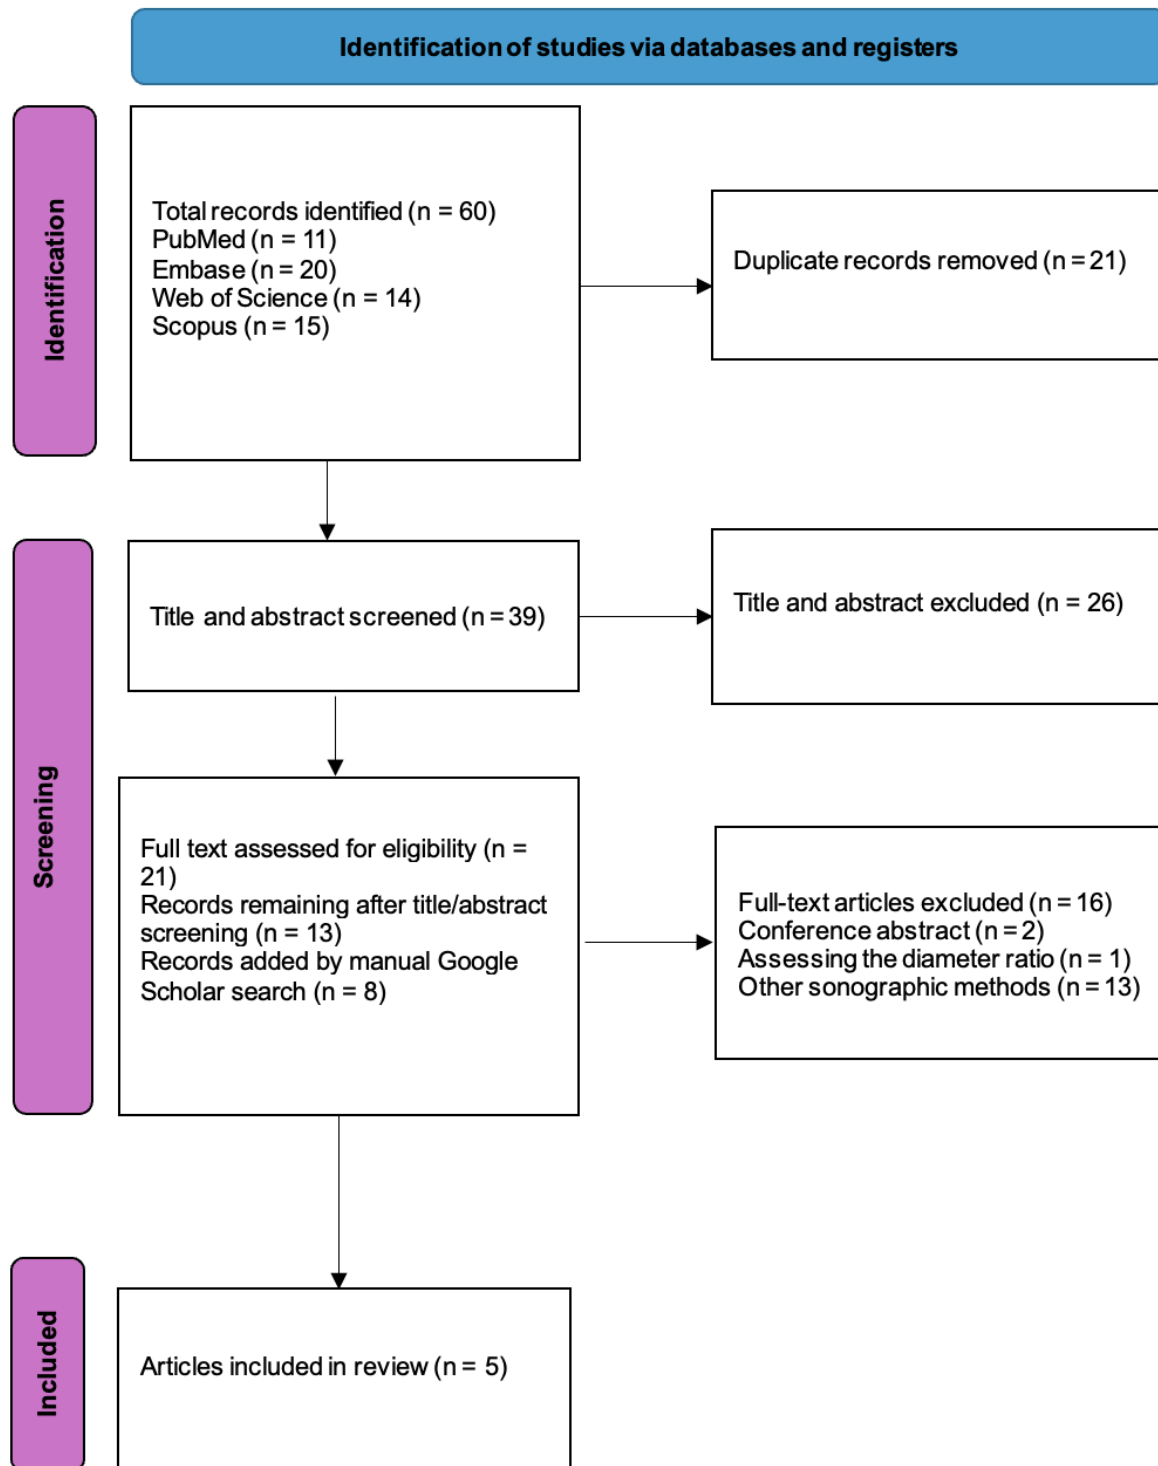 Identification of studies via databases and registers
Identification
Total records identified (n = 60)
PubMed (n = 11)
Embase (n = 20)
Web of Science (n = 14)
Scopus (n = 15)
Duplicate records removed (n = 21)
Screening
Title and abstract screened (n = 39)
Title and abstract excluded (n = 26)
Full text assessed for eligibility (n =
21)
Records remaining after title/abstract
screening (n = 13)
Records added by manual Google
Scholar search (n = 8)
Full-text articles excluded (n = 16)
Conference abstract (n = 2)
Assessing the diameter ratio (n = 1)
Other sonographic methods (n = 13)
Included
Articles included in review (n = 5)